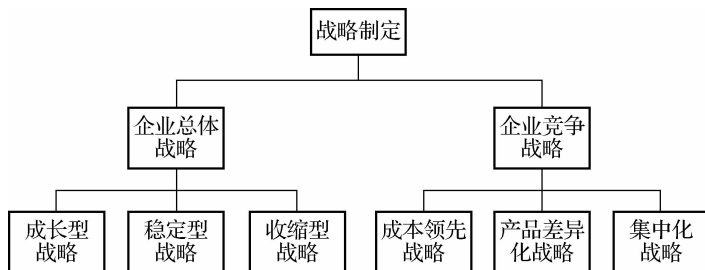 战略制定
企业总体
战略
企业竞争
战略
成长型
战略
稳定型
战略
收缩型
战略
成本领先
战略
产品差异
化战略
集中化
战略